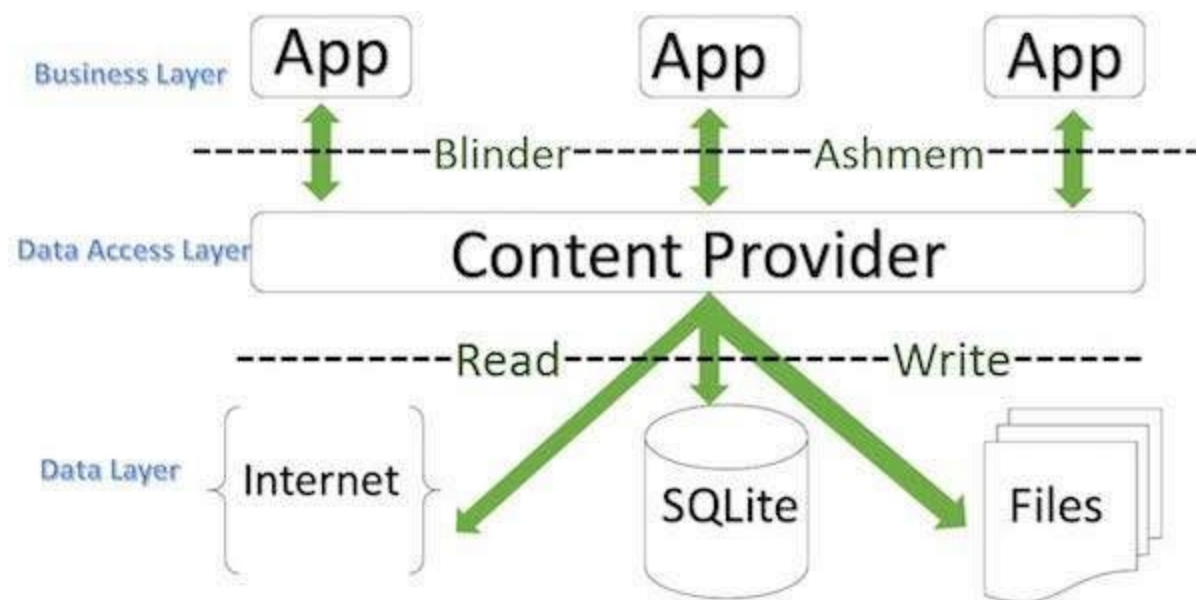 App App App
Business Layer
Blinder Ashmem
Data Access Layer
Content Provider
Read Write
Data Layer
Internet
SQLite
Files